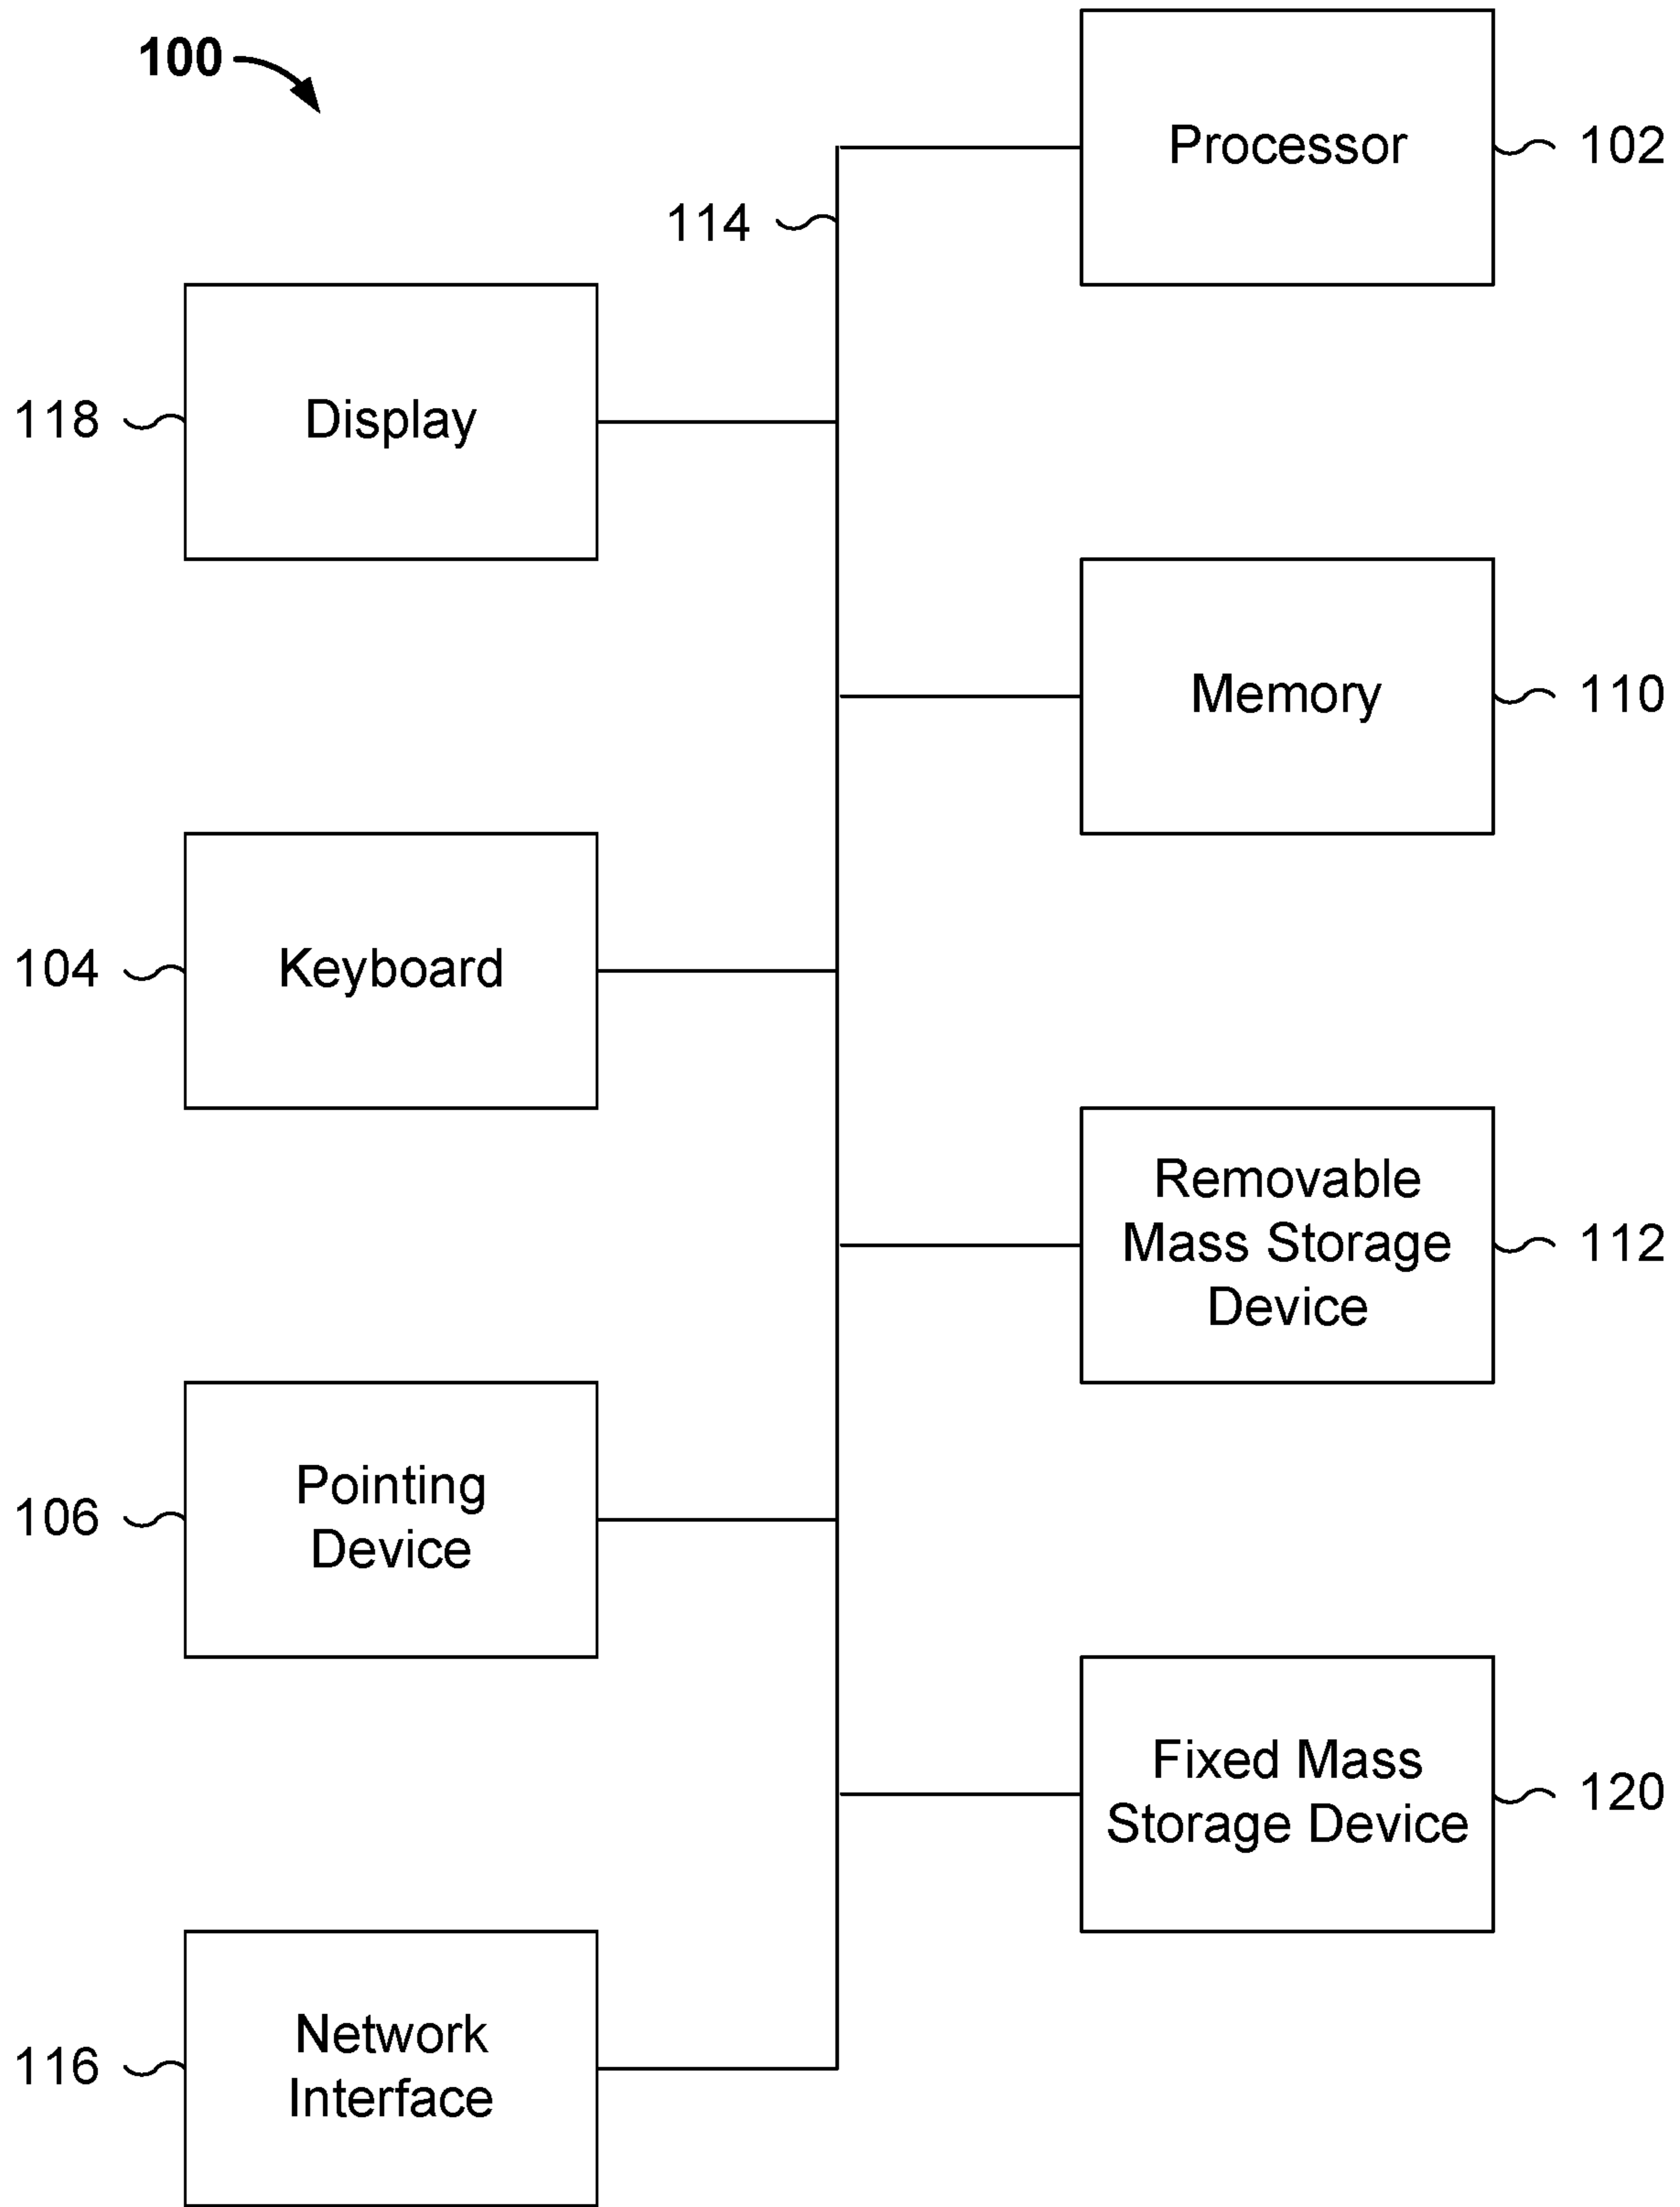 100
Processor
102
114
118
Display
Memory
110
104
Keyboard
Removable
Mass Storage
Device
112
106
Pointing
Device
Fixed Mass
Storage Device
120
116
Network
Interface